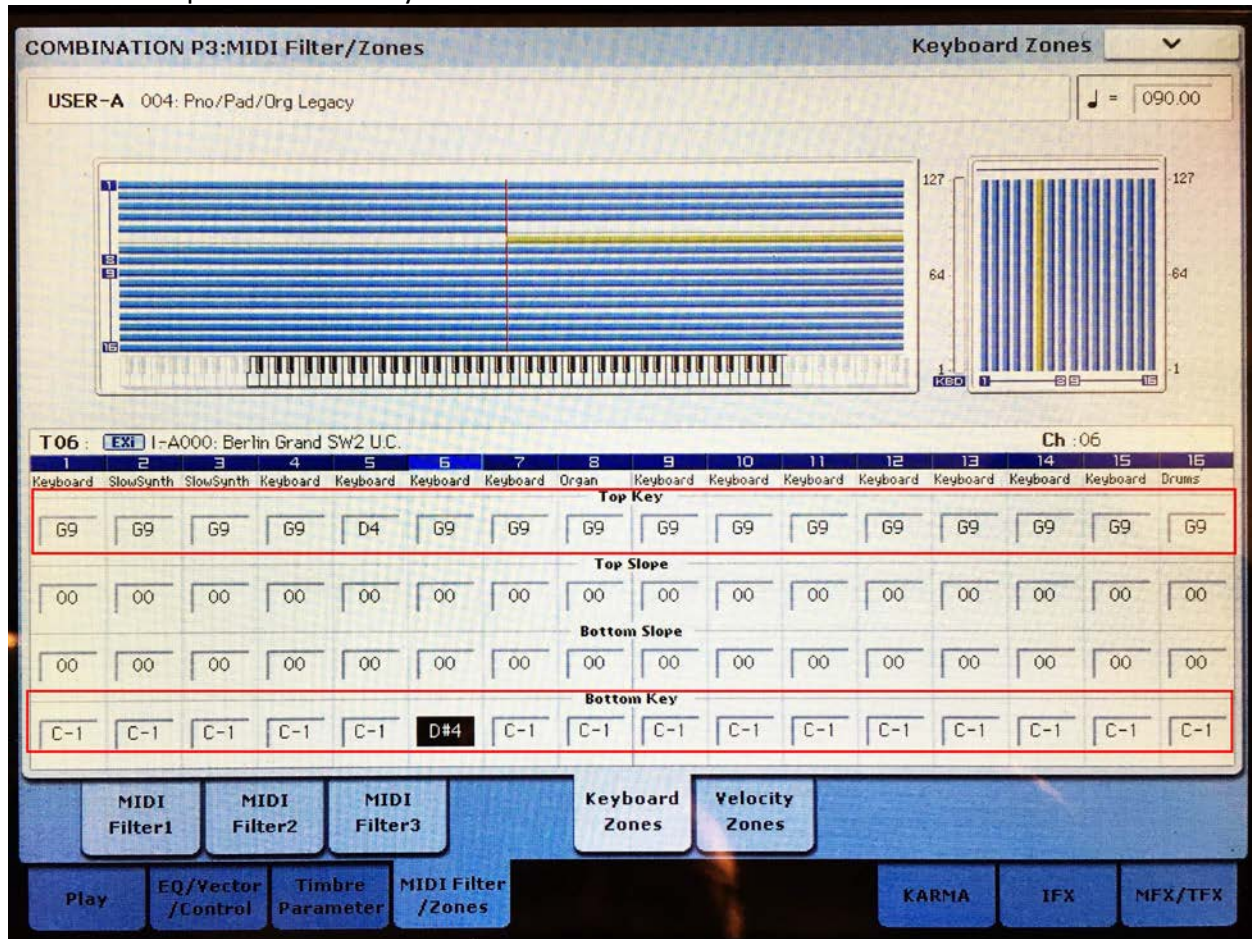 COMBINATION P3:MIDI Filter/Zones Keyboard Zones
USER-A 004: Pno/Pad/Org Legacy ♩ = 090.00
1 127 127
8
9 64 64
16
1 1
KBD 1 8 9 16
T06 : EXi I-A000: Berlin Grand SW2 U.C. Ch :06
1 2 3 4 5 6 7 8 9 10 11 12 13 14 15 16
Keyboard SlowSynth SlowSynth Keyboard Keyboard Keyboard Keyboard Organ Keyboard Keyboard Keyboard Keyboard Keyboard Keyboard Keyboard Drums
Top Key
G9 G9 G9 G9 D4 G9 G9 G9 G9 G9 G9 G9 G9 G9 G9 G9
Top Slope
00 00 00 00 00 00 00 00 00 00 00 00 00 00 00 00
Bottom Slope
00 00 00 00 00 00 00 00 00 00 00 00 00 00 00 00
Bottom Key
C-1 C-1 C-1 C-1 C-1 D#4 C-1 C-1 C-1 C-1 C-1 C-1 C-1 C-1 C-1 C-1
MIDI Filter1 MIDI Filter2 MIDI Filter3 Keyboard Zones Velocity Zones
Play EQ/Vector /Control Timbre Parameter MIDI Filter /Zones KARMA IFX MFX/TFX